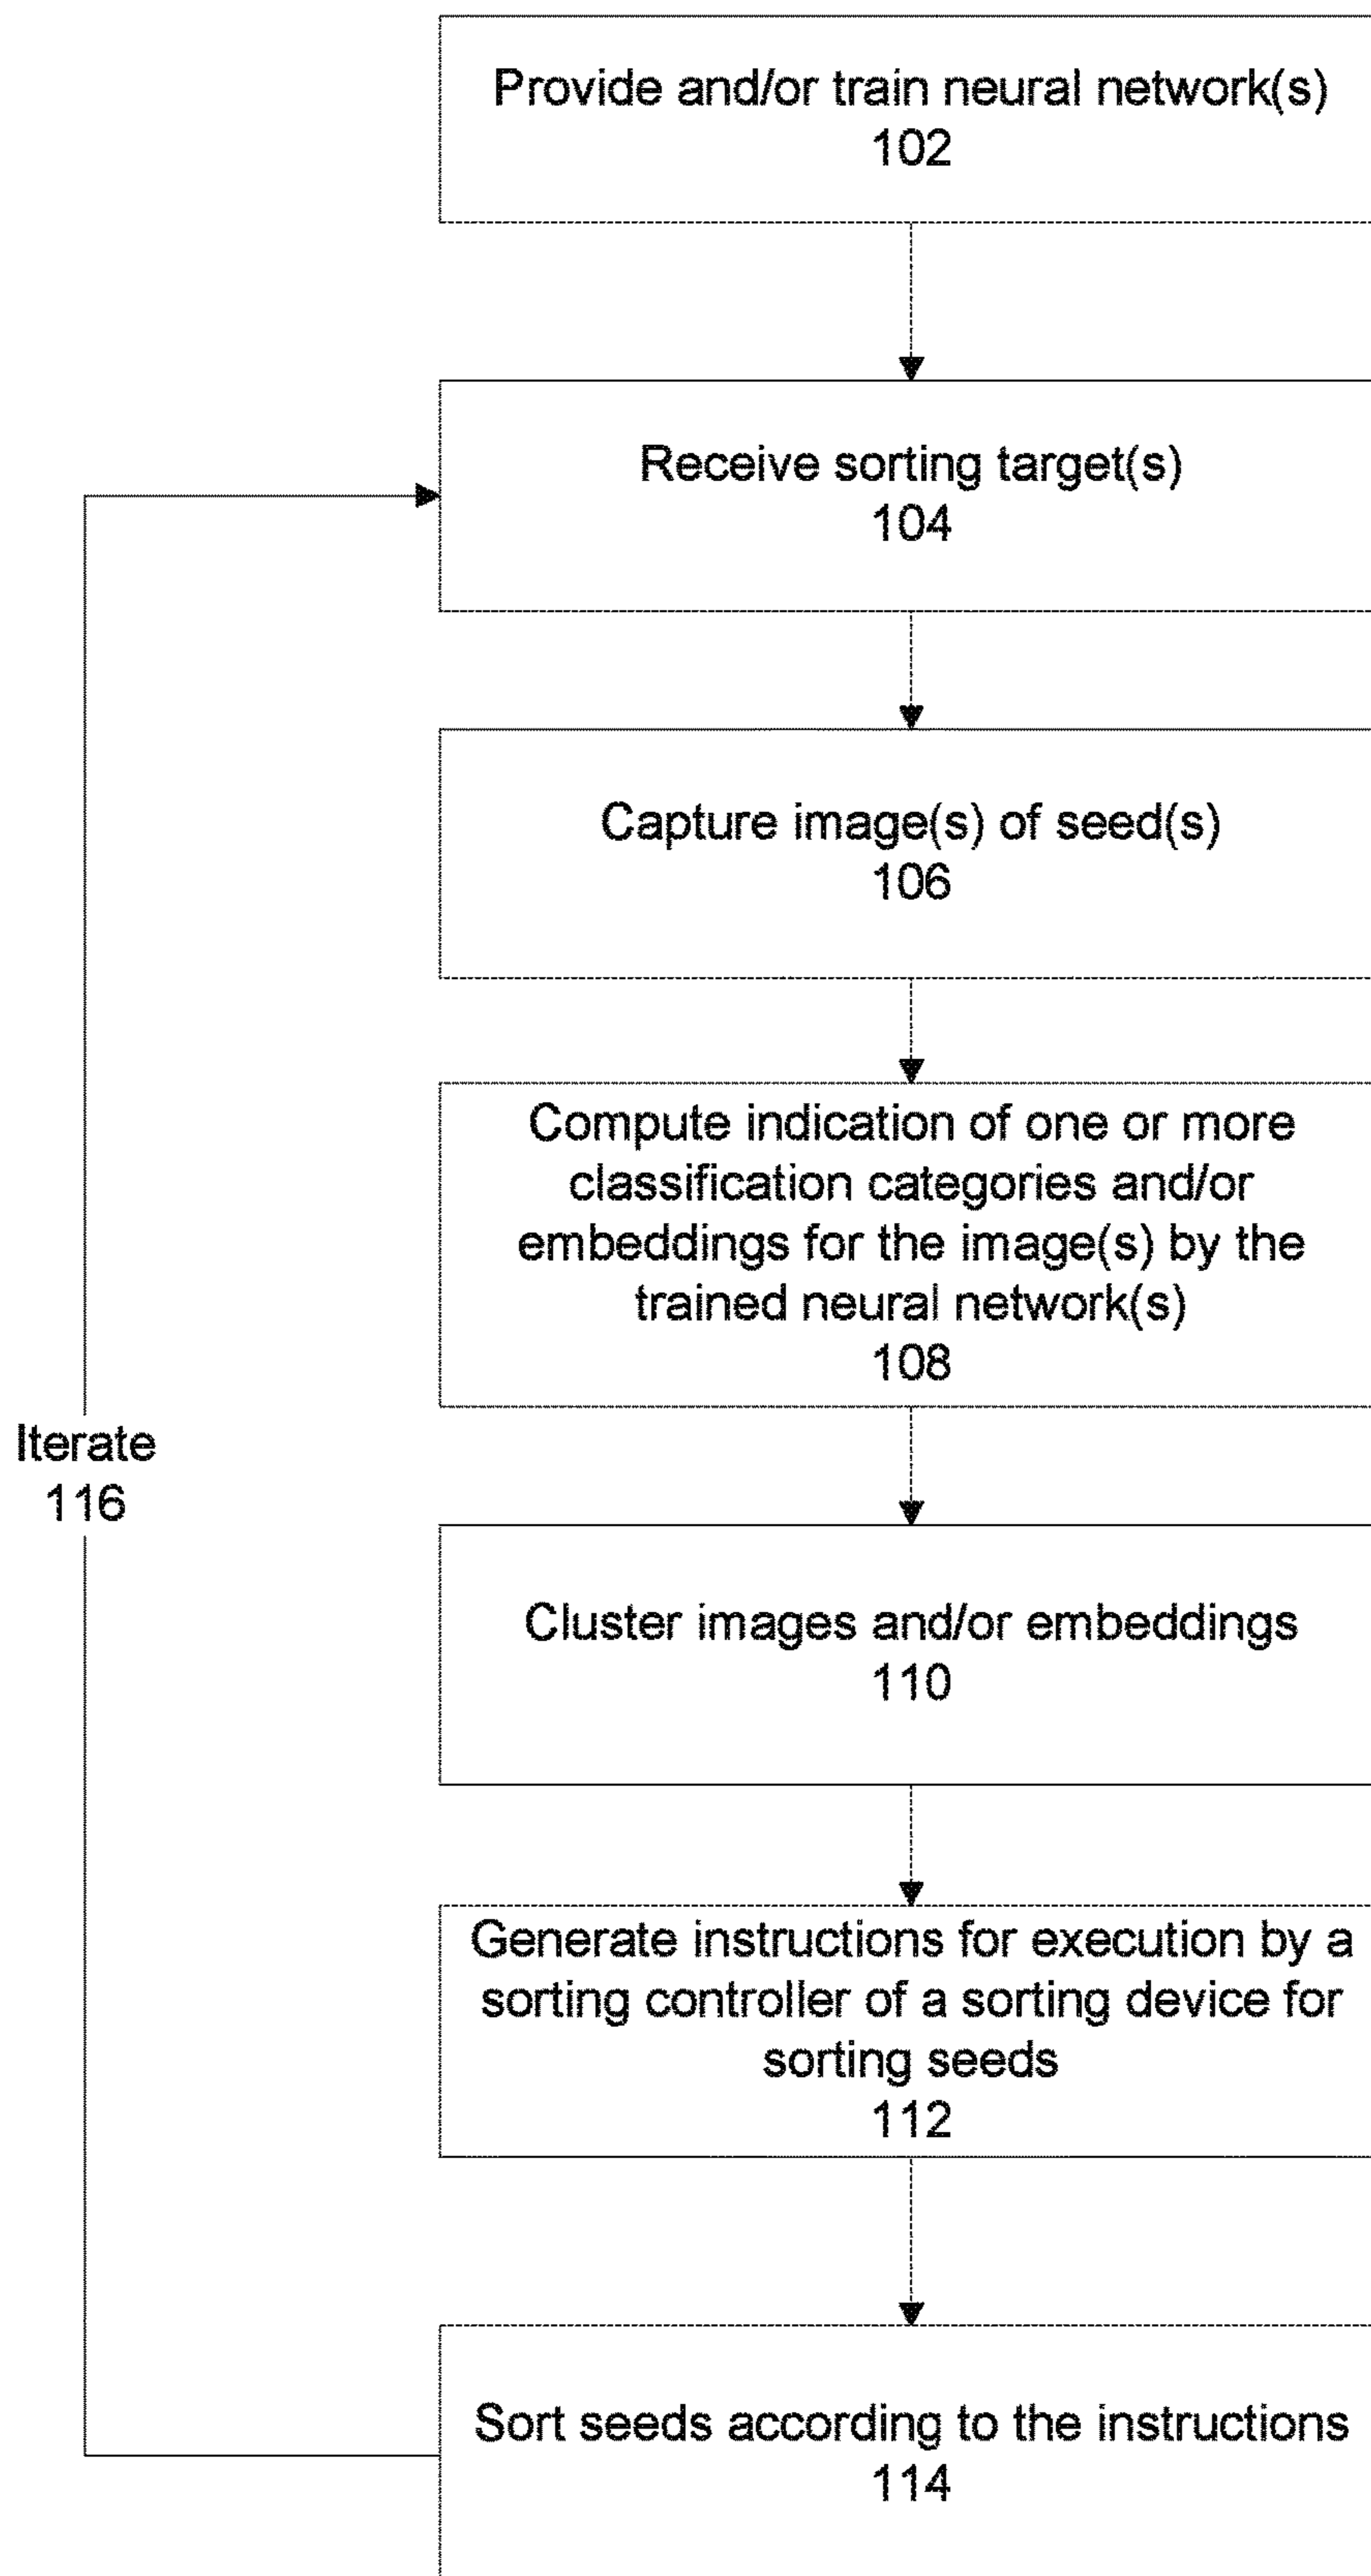 Provide and/or train neural network(s)
102
Receive sorting target(s)
104
Capture image(s) of seed(s)
106
Compute indication of one or more
classification categories and/or
embeddings for the image(s) by the
trained neural network(s)
108
Iterate
116
Cluster images and/or embeddings
110
Generate instructions for execution by a
sorting controller of a sorting device for
sorting seeds
112
Sort seeds according to the instructions
114